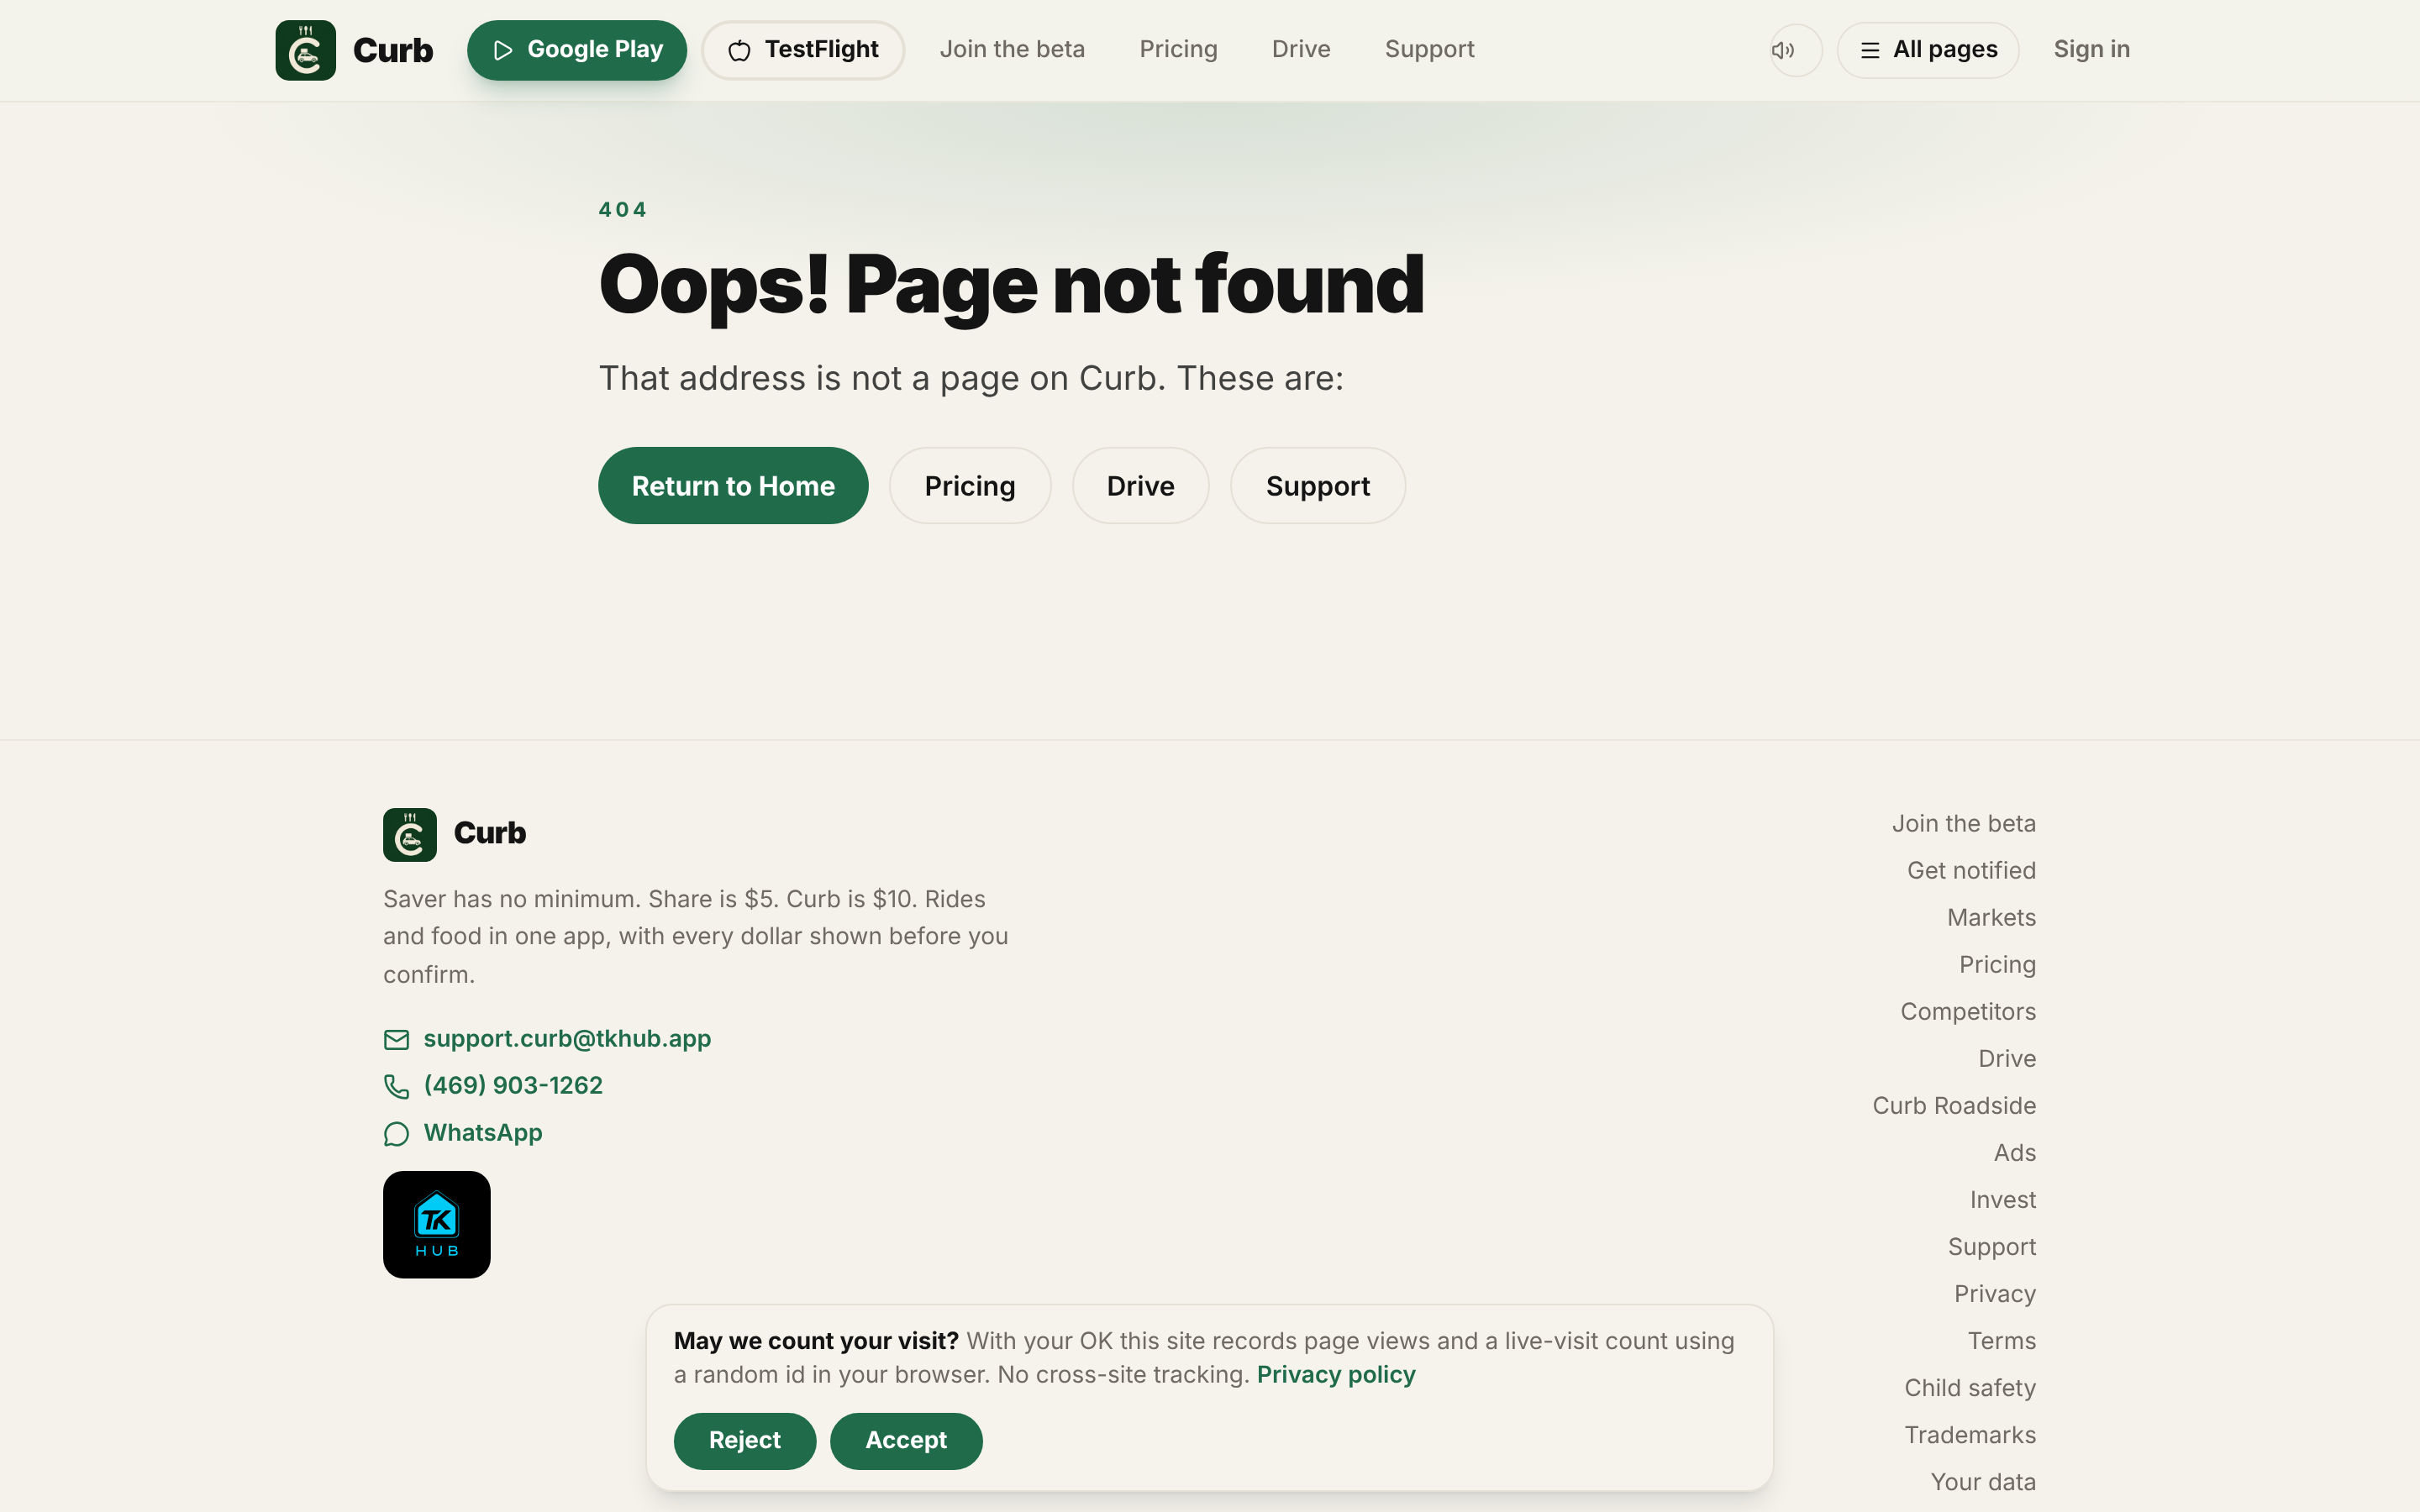 Curb
Google Play
TestFlight
Join the beta
Pricing
Drive
Support
All pages
Sign in
404
Oops! Page not found
That address is not a page on Curb. These are:
Return to Home
Pricing
Drive
Support
Curb
Saver has no minimum. Share is $5. Curb is $10. Rides
and food in one app, with every dollar shown before you
confirm.
support.curb@tkhub.app
(469) 903-1262
WhatsApp
TK
HUB
Join the beta
Get notified
Markets
Pricing
Competitors
Drive
Curb Roadside
Ads
Invest
Support
Privacy
Terms
Child safety
Trademarks
Your data
May we count your visit? With your OK this site records page views and a live-visit count using
a random id in your browser. No cross-site tracking. Privacy policy
Reject
Accept